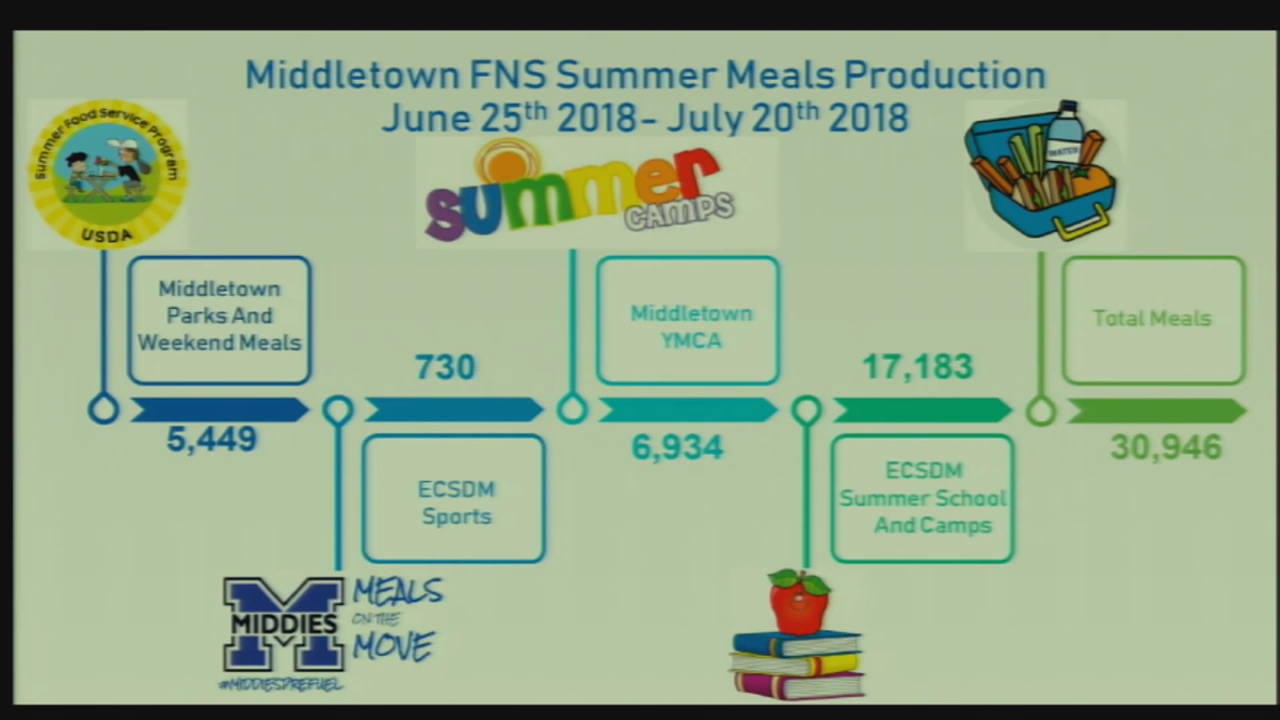 Middletown FNS Summer Meals Production
June 25th 2018- July 20th 2018
Summer Food Service Program
USDA
summer
CAMPS
WATER
Middletown
Parks And
Weekend Meals
5,449
730
ECSDM
Sports
Middletown
YMCA
6,934
17,183
ECSDM
Summer School
And Camps
Total Meals
30,946
M
MIDDIES
MEALS
ON THE
MOVE
#MIDDIESPREFUEL